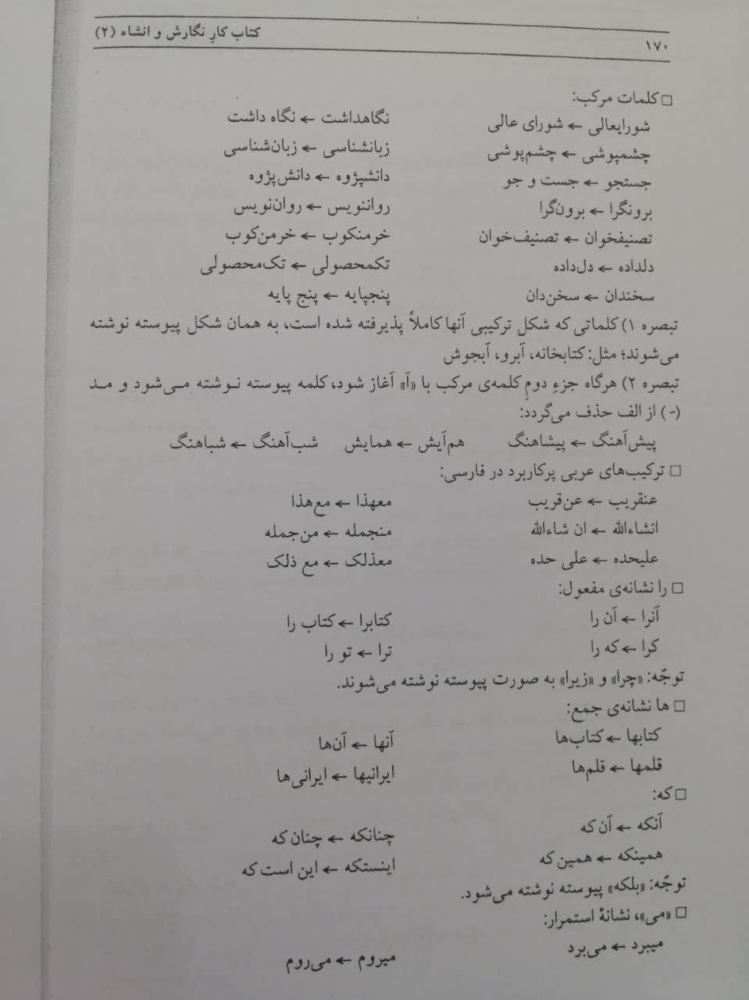 ۱۷۰ کتاب کارِ نگارش و انشاء (۲)
□ کلمات مرکب:
شورایعالی ← شورای عالی نگاهداشت ← نگاه داشت
چشمپوشی ← چشم‌پوشی زبانشناسی ← زبان‌شناسی
جستجو ← جست و جو دانشپژوه ← دانش‌پژوه
برونگرا ← برون‌گرا رواننویس ← روان‌نویس
تصنیفخوان ← تصنیف‌خوان خرمنکوب ← خرمن‌کوب
دلداده ← دل‌داده تکمحصولی ← تک‌محصولی
سخندان ← سخن‌دان پنجپایه ← پنج پایه
تبصره ۱) کلماتی که شکل ترکیبی آنها کاملاً پذیرفته شده است، به همان شکل پیوسته نوشته
می‌شوند؛ مثل: کتابخانه، آبرو، آبجوش
تبصره ۲) هرگاه جزءِ دومِ کلمه‌ی مرکب با «آ» آغاز شود، کلمه پیوسته نوشته می‌شود و مد
(~) از الف حذف می‌گردد:
پیش‌آهنگ ← پیشاهنگ هم‌آیش ← همایش شب‌آهنگ ← شباهنگ
□ ترکیب‌های عربی پرکاربرد در فارسی:
عنقریب ← عن‌قریب معهذا ← مع‌هذا
انشاءالله ← ان شاءالله منجمله ← من‌جمله
علیحده ← علی حده معذلک ← مع ذلک
□ را نشانه‌ی مفعول:
آنرا ← آن را کتابرا ← کتاب را
کرا ← که را ترا ← تو را
توجّه: «چرا» و «زیرا» به صورت پیوسته نوشته می‌شوند.
□ ها نشانه‌ی جمع:
کتابها ← کتاب‌ها آنها ← آن‌ها
قلمها ← قلم‌ها ایرانیها ← ایرانی‌ها
□ که:
آنکه ← آن‌که چنانکه ← چنان‌که
همینکه ← همین‌که اینستکه ← این است که
توجّه: «بلکه» پیوسته نوشته می‌شود.
□ «می»، نشانهٔ استمرار:
میبرد ← می‌برد میروم ← می‌روم